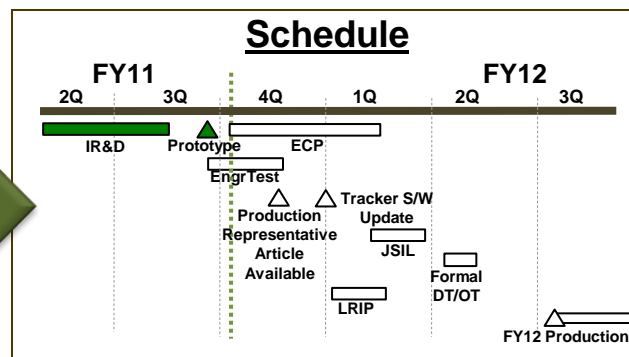 Schedule
FY11 FY12
2Q 3Q 4Q 1Q 2Q 3Q
IR&D
Prototype
ECP
EngrTest
Production
Representative
Article
Available
Tracker S/W
Update
JSIL
Formal
DT/OT
LRIP
FY12 Production